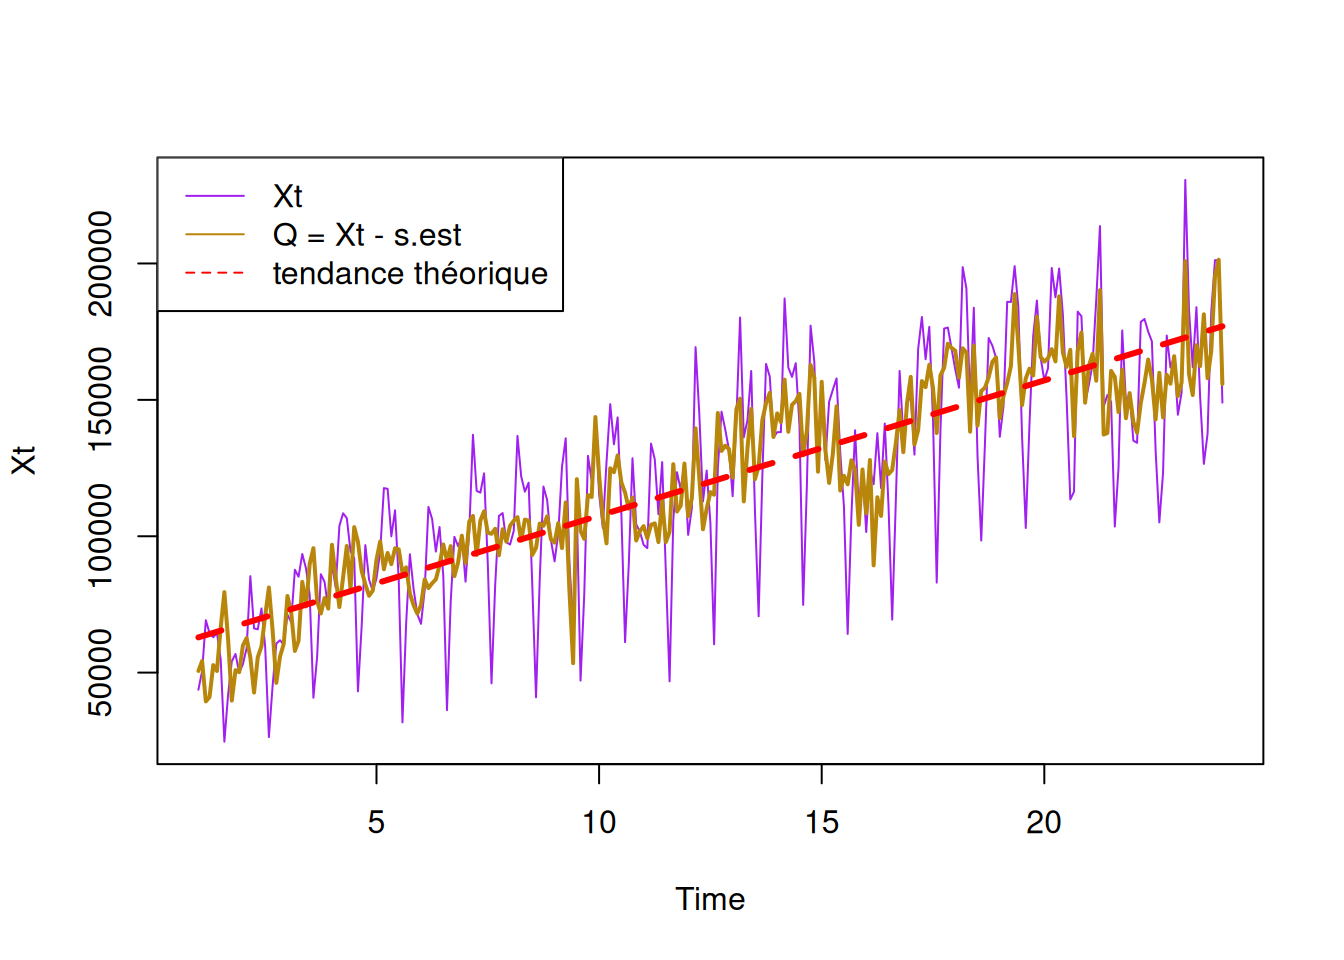 Xt
Q = Xt - s.est
tendance théorique
Xt
50000
100000
150000
200000
5
10
15
20
Time